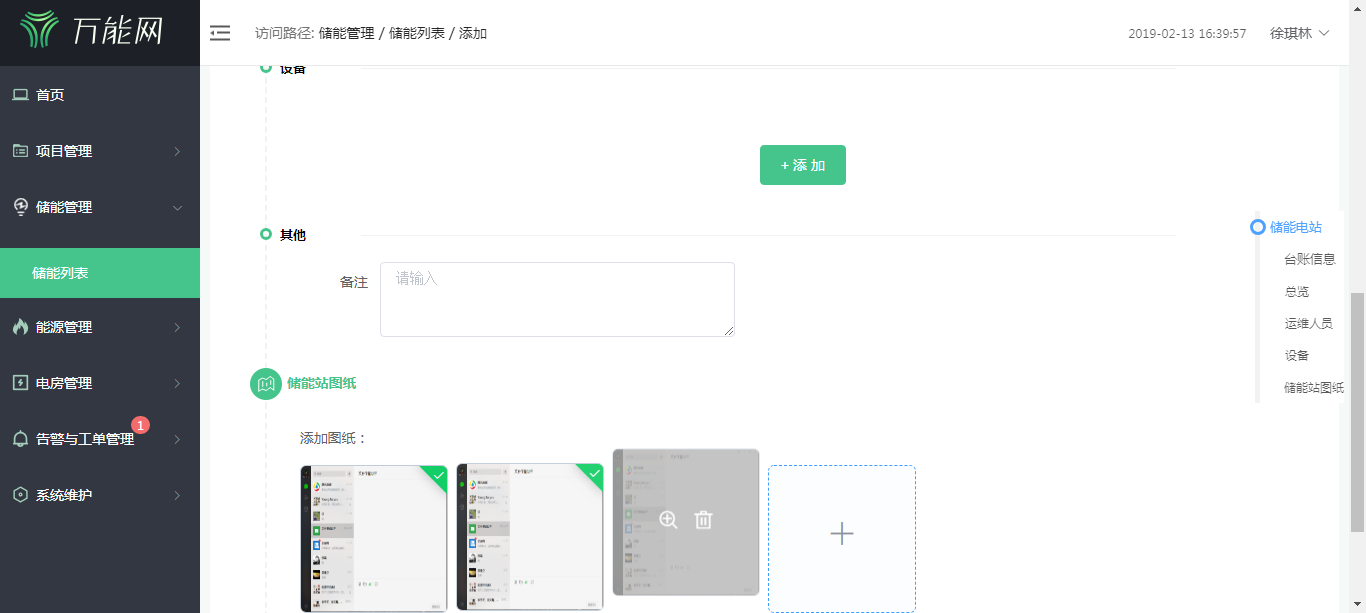 万能网
访问路径: 储能管理 / 储能列表 / 添加
2019-02-13 16:39:57
徐琪林
首页
项目管理
储能管理
储能列表
能源管理
电房管理
告警与工单管理
1
系统维护
设备
+ 添 加
其他
备注
请输入
储能站图纸
添加图纸：
储能电站
台账信息
总览
运维人员
设备
储能站图纸